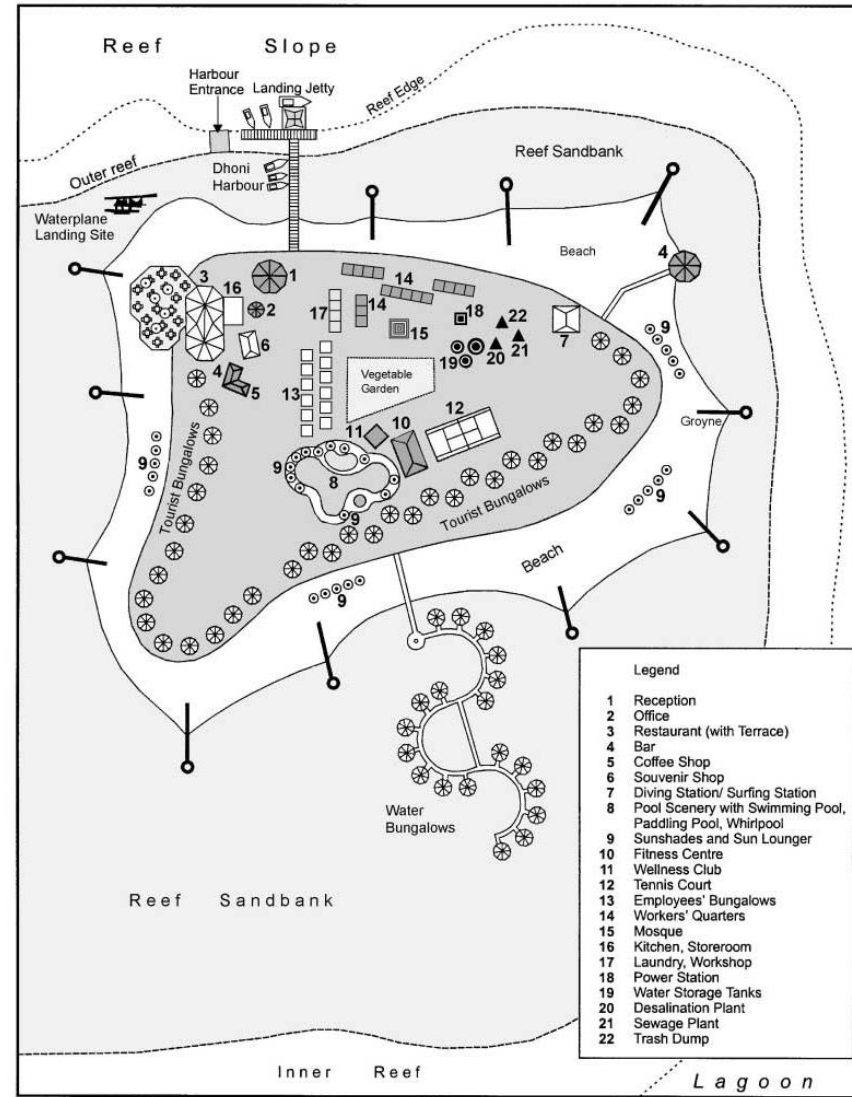 Reef Slope
Harbour
Entrance
Landing Jetty
Reef Edge
Outer reef
Dhoni
Harbour
Reef Sandbank
Waterplane
Landing Site
Beach
4
3
16
1
2
14
17
14
18
22
15
7
6
19
20
21
9
4
5
13
Vegetable
Garden
12
11
10
Groyne
9
Tourist Bungalows
9
8
9
9
Tourist Bungalows
Beach
9
Water
Bungalows
Reef Sandbank
Inner Reef
Lagoon
Legend
1 Reception
2 Office
3 Restaurant (with Terrace)
4 Bar
5 Coffee Shop
6 Souvenir Shop
7 Diving Station/ Surfing Station
8 Pool Scenery with Swimming Pool,
Paddling Pool, Whirlpool
9 Sunshades and Sun Lounger
10 Fitness Centre
11 Wellness Club
12 Tennis Court
13 Employees' Bungalows
14 Workers' Quarters
15 Mosque
16 Kitchen, Storeroom
17 Laundry, Workshop
18 Power Station
19 Water Storage Tanks
20 Desalination Plant
21 Sewage Plant
22 Trash Dump